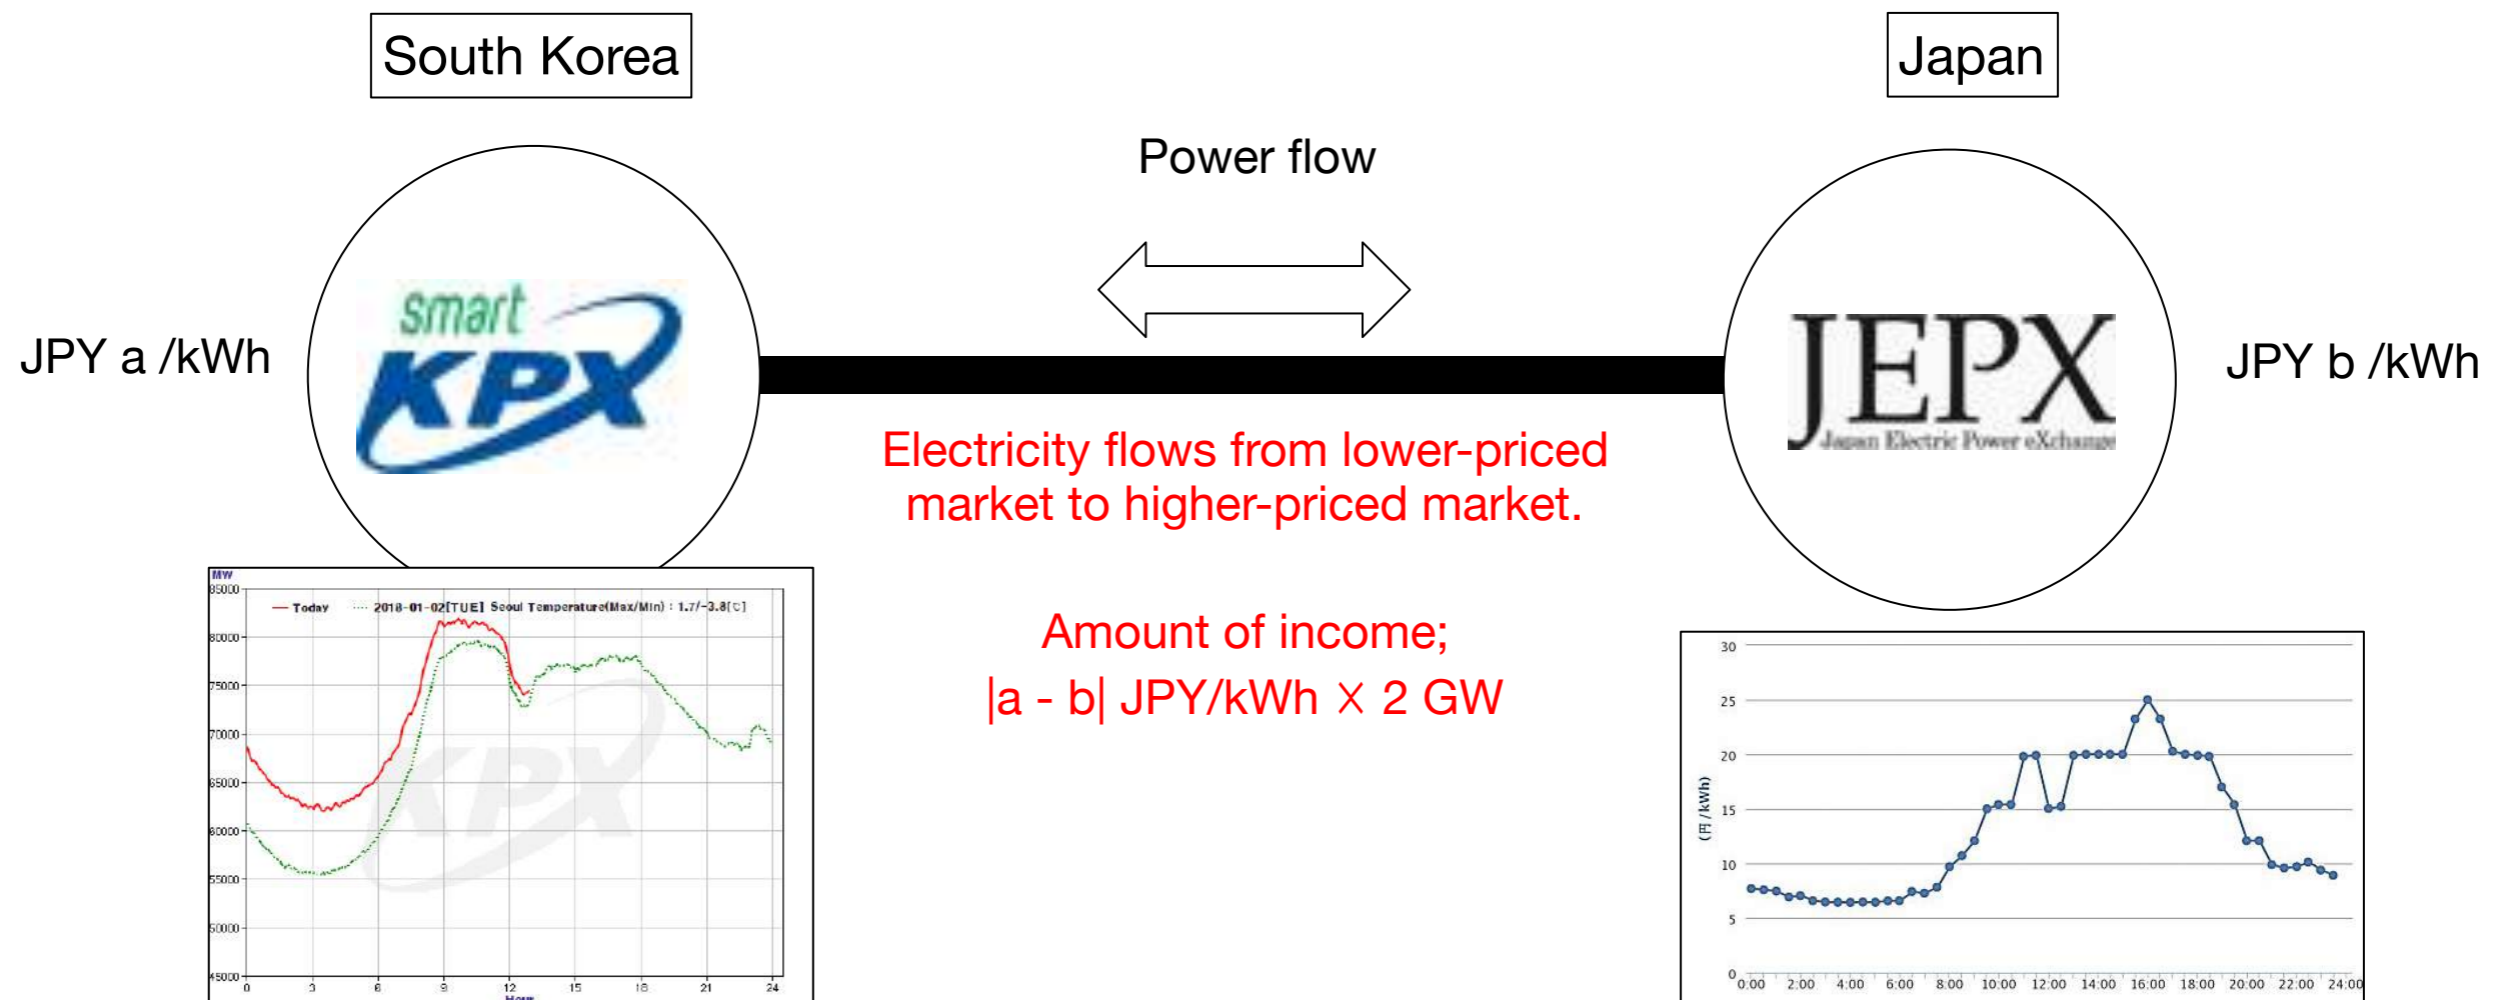 South Korea
Japan
Power flow
JPY a /kWh
smart
KPX
JEPX
Japan Electric Power eXchange
JPY b /kWh
Electricity flows from lower-priced
market to higher-priced market.
Amount of income;
|a - b| JPY/kWh × 2 GW
MW
85000
Today 2018-01-02[TUE] Seoul Temperature(Max/Min) : 1.7/-3.8[℃]
80000
75000
70000
65000
60000
55000
50000
45000
0 3 6 9 12 15 18 21 24
Hour
KPX
30
25
20
15
10
5
0
(円/kWh)
0:00 2:00 4:00 6:00 8:00 10:00 12:00 14:00 16:00 18:00 20:00 22:00 24:00